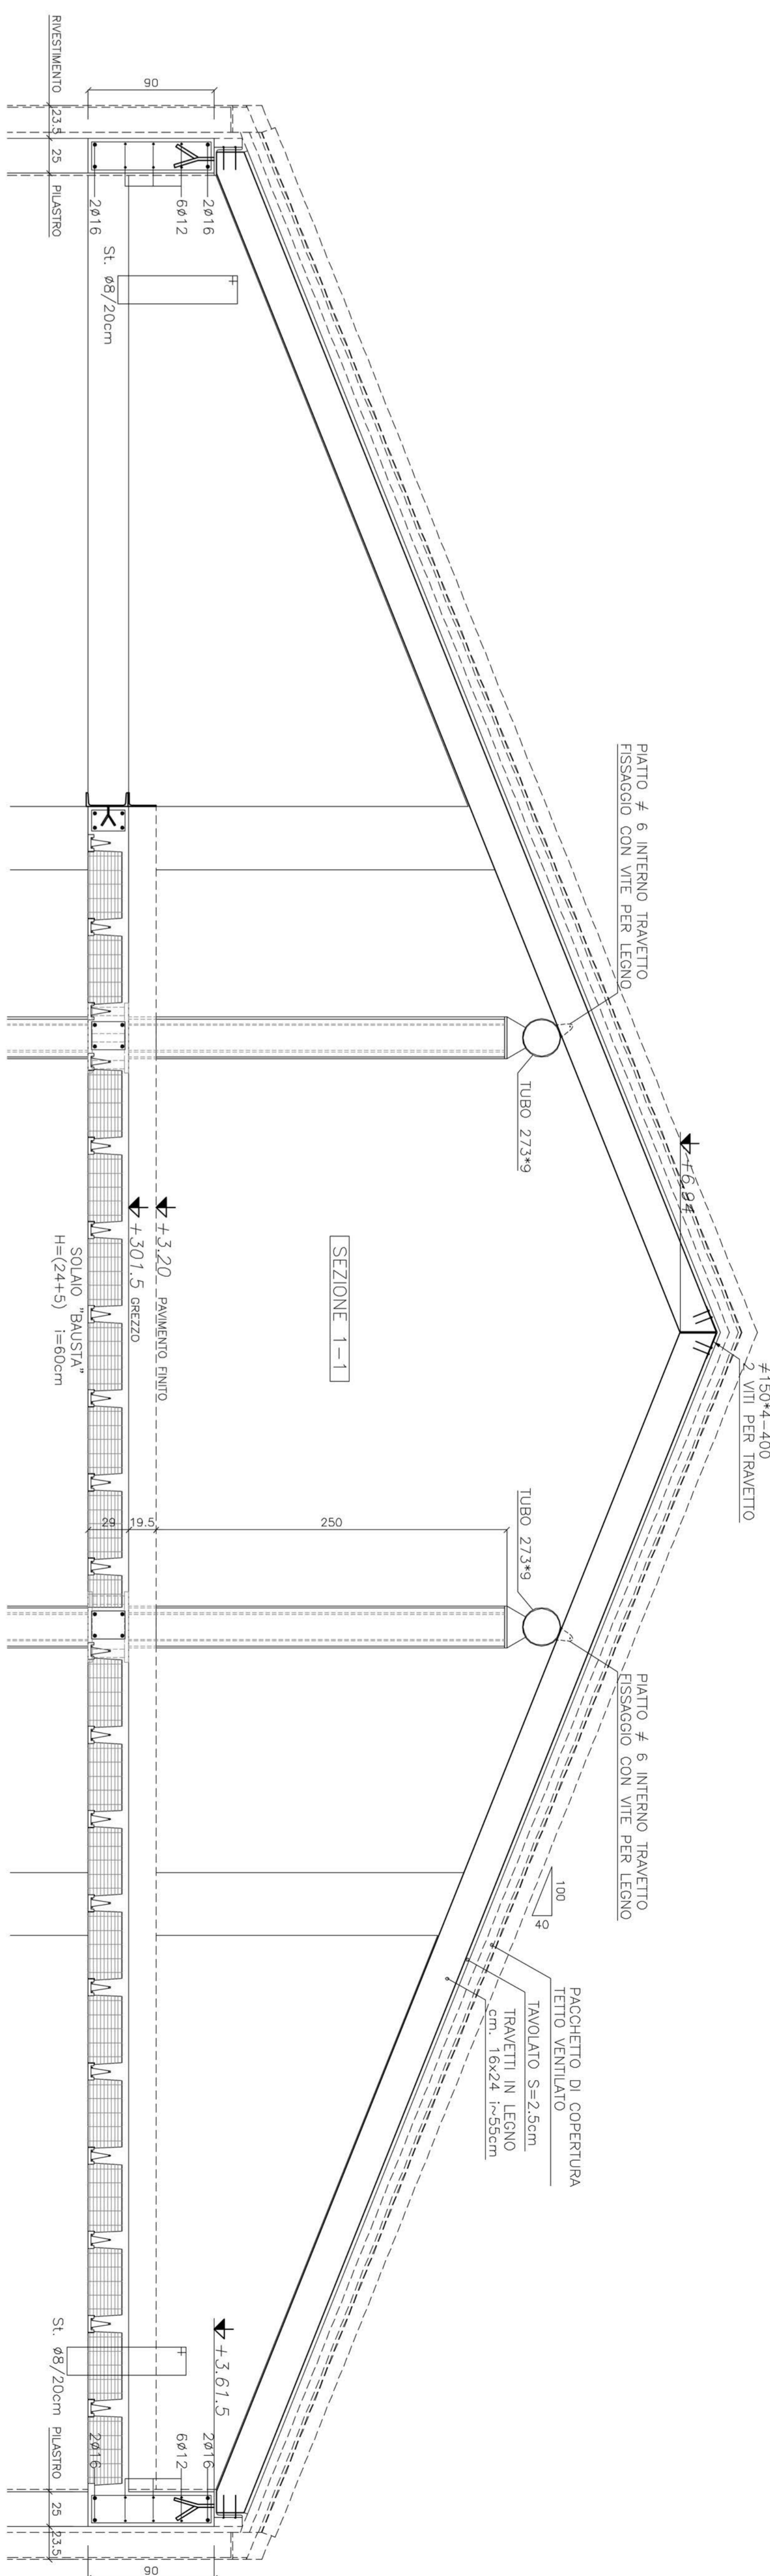 ≠150*4-400
2 VITI PER TRAVETTO
PIATTO ≠ 6 INTERNO TRAVETTO
FISSAGGIO CON VITE PER LEGNO
+6.94
PIATTO ≠ 6 INTERNO TRAVETTO
FISSAGGIO CON VITE PER LEGNO
100
40
PACCHETTO DI COPERTURA
TETTO VENTILATO
TAVOLATO S=2.5cm
TRAVETTI IN LEGNO
cm. 16x24 i~55cm
TUBO 273*9
TUBO 273*9
SEZIONE 1-1
250
90
2Ø16
6Ø12
2Ø16
St. Ø8/20cm
+3.20 PAVIMENTO FINITO
+301.5 GREZZO
19.5
29
SOLAIO "BAUSTA"
H=(24+5) i=60cm
+3.61.5
2Ø16
6Ø12
2Ø16
St. Ø8/20cm
90
RIVESTIMENTO
23.5
25
PILASTRO
PILASTRO
25
23.5